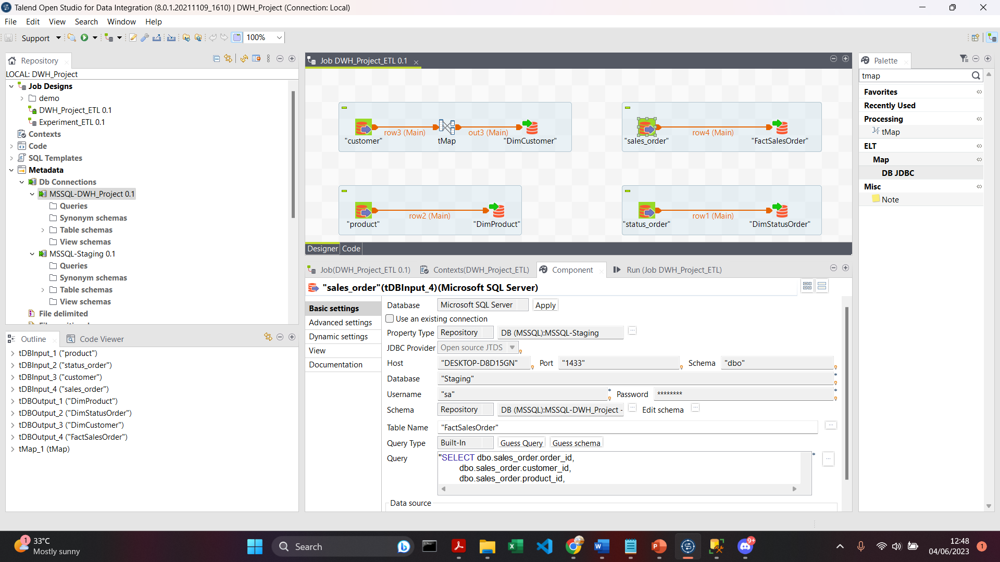 Talend Open Studio for Data Integration (8.0.1.20211109_1610) | DWH_Project (Connection: Local)
File Edit View Search Window Help
Support 100%
Repository
LOCAL: DWH_Project
Job Designs
demo
DWH_Project_ETL 0.1
Experiment_ETL 0.1
Contexts
Code
SQL Templates
Metadata
Db Connections
MSSQL-DWH_Project 0.1
Queries
Synonym schemas
Table schemas
View schemas
MSSQL-Staging 0.1
Queries
Synonym schemas
Table schemas
View schemas
File delimited
Outline Code Viewer
tDBInput_1 ("product")
tDBInput_2 ("status_order")
tDBInput_3 ("customer")
tDBInput_4 ("sales_order")
tDBOutput_1 ("DimProduct")
tDBOutput_2 ("DimStatusOrder")
tDBOutput_3 ("DimCustomer")
tDBOutput_4 ("FactSalesOrder")
tMap_1 (tMap)
Job DWH_Project_ETL 0.1
row3 (Main) out3 (Main)
"customer" tMap "DimCustomer"
row4 (Main)
"sales_order" "FactSalesOrder"
row2 (Main)
"product" "DimProduct"
row1 (Main)
"status_order" "DimStatusOrder"
Designer Code
Job(DWH_Project_ETL 0.1) Contexts(DWH_Project_ETL) Component Run (Job DWH_Project_ETL)
"sales_order"(tDBInput_4)(Microsoft SQL Server)
Basic settings
Advanced settings
Dynamic settings
View
Documentation
Database Microsoft SQL Server Apply
Use an existing connection
Property Type Repository DB (MSSQL):MSSQL-Staging ...
JDBC Provider Open source JTDS
Host "DESKTOP-D8D15GN" Port "1433" Schema "dbo"
Database "Staging" *
Username "sa" * Password ******** *
Schema Repository DB (MSSQL):MSSQL-DWH_Project - ... Edit schema ...
Table Name "FactSalesOrder" ...
Query Type Built-In Guess Query Guess schema
Query "SELECT dbo.sales_order.order_id, * ...
dbo.sales_order.customer_id,
dbo.sales_order.product_id,
Data source
Palette
tmap
Favorites
Recently Used
Processing
tMap
ELT
Map
DB JDBC
Misc
Note
1 33°C
Mostly sunny
Search
9+
12:48
04/06/2023
1